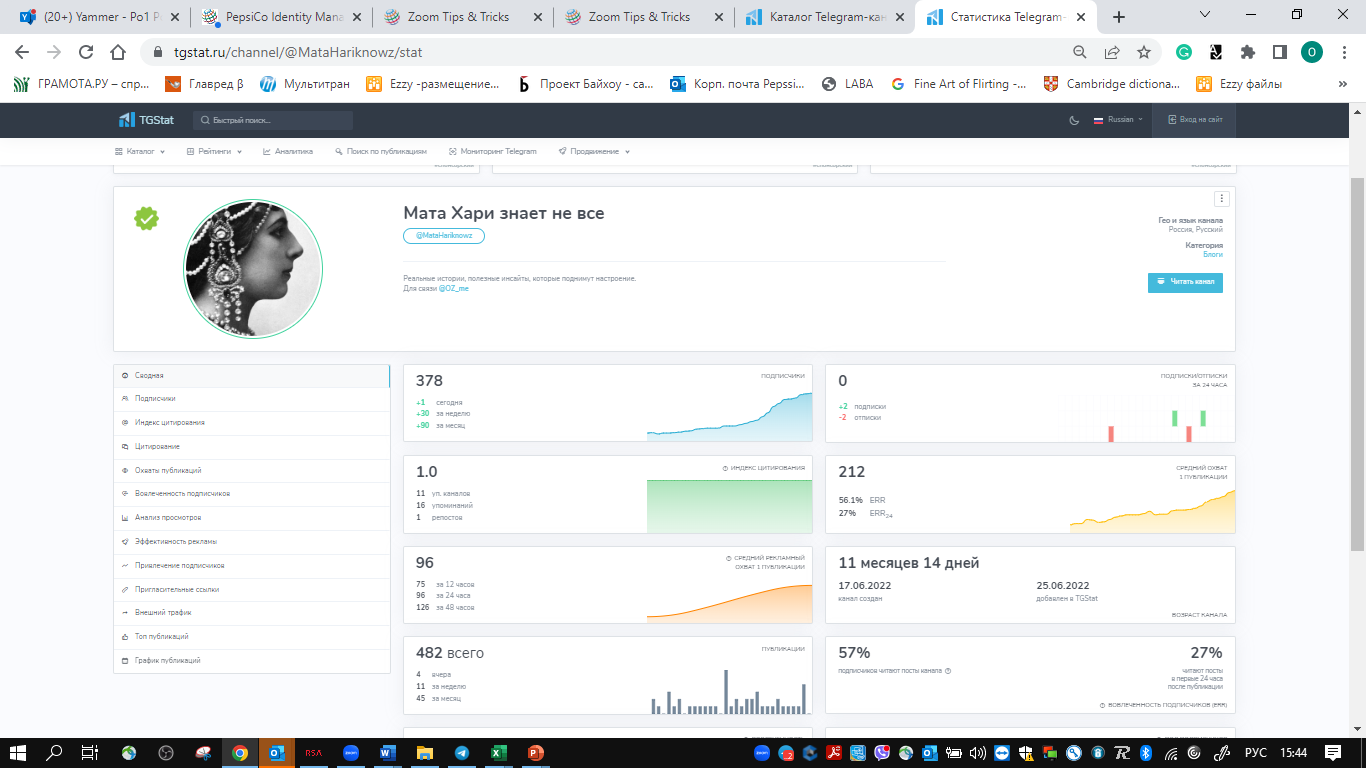 (20+) Yammer - Po1 P
PepsiCo Identity Mana
Zoom Tips & Tricks
Zoom Tips & Tricks
Каталог Telegram-кан
Статистика Telegram-
tgstat.ru/channel/@MataHariknowz/stat
ГРАМОТА.РУ – спр...
Главред β
Мультитран
Ezzy -размещение...
Проект Байхоу - са...
Корп. почта Pepssi...
LABA
Fine Art of Flirting -...
Cambridge dictiona...
Ezzy файлы
»
TGStat
Быстрый поиск...
Russian
Вход на сайт
Каталог
Рейтинги
Аналитика
Поиск по публикациям
Мониторинг Telegram
Продвижение
Мата Хари знает не все
@MataHariknowz
Реальные истории, полезные инсайты, которые поднимут настроение.
Для связи @OZ_me
Гео и язык канала
Россия, Русский
Категория
Блоги
Читать канал
Сводная
Подписчики
Индекс цитирования
Цитирование
Охваты публикаций
Вовлеченность подписчиков
Анализ просмотров
Эффективность рекламы
Привлечение подписчиков
Пригласительные ссылки
Внешний трафик
Топ публикаций
График публикаций
378
ПОДПИСЧИКИ
+1 сегодня
+30 за неделю
+90 за месяц
0
ПОДПИСКИ/ОТПИСКИ
ЗА 24 ЧАСА
+2 подписки
-2 отписки
1.0
ИНДЕКС ЦИТИРОВАНИЯ
11 уп. каналов
16 упоминаний
1 репостов
212
СРЕДНИЙ ОХВАТ
1 ПУБЛИКАЦИИ
56.1% ERR
27% ERR24
96
СРЕДНИЙ РЕКЛАМНЫЙ
ОХВАТ 1 ПУБЛИКАЦИИ
75 за 12 часов
96 за 24 часа
126 за 48 часов
11 месяцев 14 дней
17.06.2022
канал создан
25.06.2022
добавлен в TGStat
ВОЗРАСТ КАНАЛА
482 всего
ПУБЛИКАЦИИ
4 вчера
11 за неделю
45 за месяц
57%
подписчиков читают посты канала
27%
читают посты
в первые 24 часа
после публикации
ВОВЛЕЧЕННОСТЬ ПОДПИСЧИКОВ (ERR)
RSA
РУС
15:44